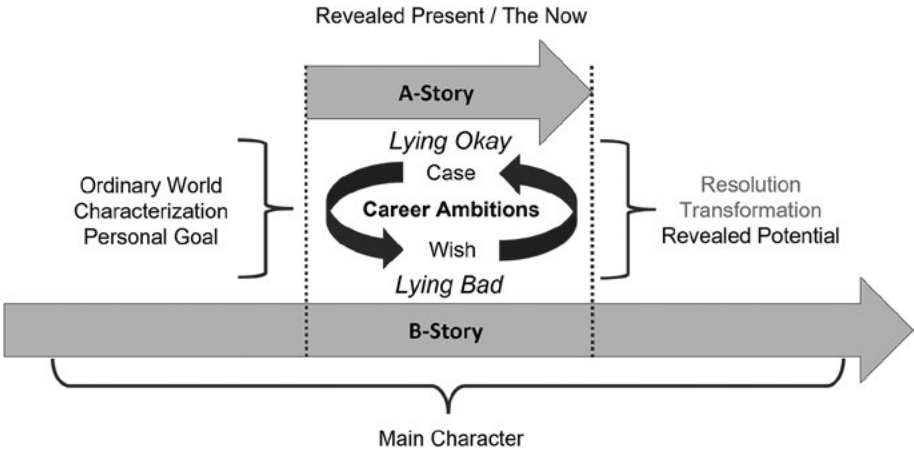 Revealed Present / The Now
A-Story
Lying Okay
Case
Career Ambitions
Wish
Lying Bad
Ordinary World
Characterization
Personal Goal
Resolution
Transformation
Revealed Potential
B-Story
Main Character